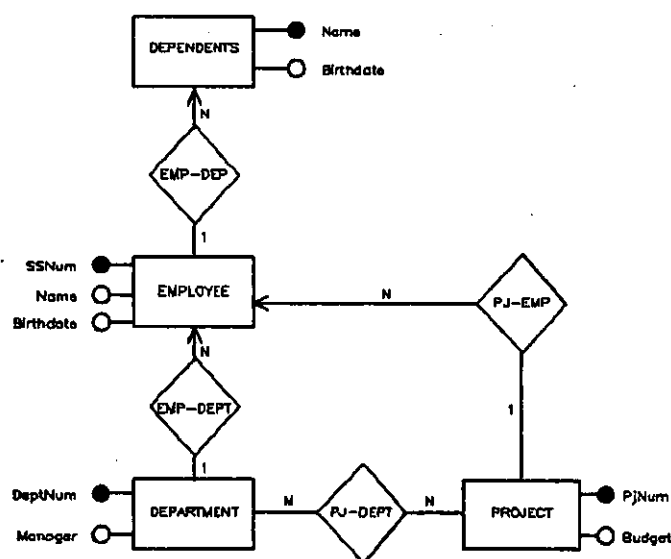 Name
DEPENDENTS
Birthdate
N
EMP-DEP
1
SSNum
EMPLOYEE
Name
Birthdate
N
PJ-EMP
N
EMP-DEPT
1
1
DeptNum
DEPARTMENT
Manager
M
PJ-DEPT
N
PROJECT
PjNum
Budget